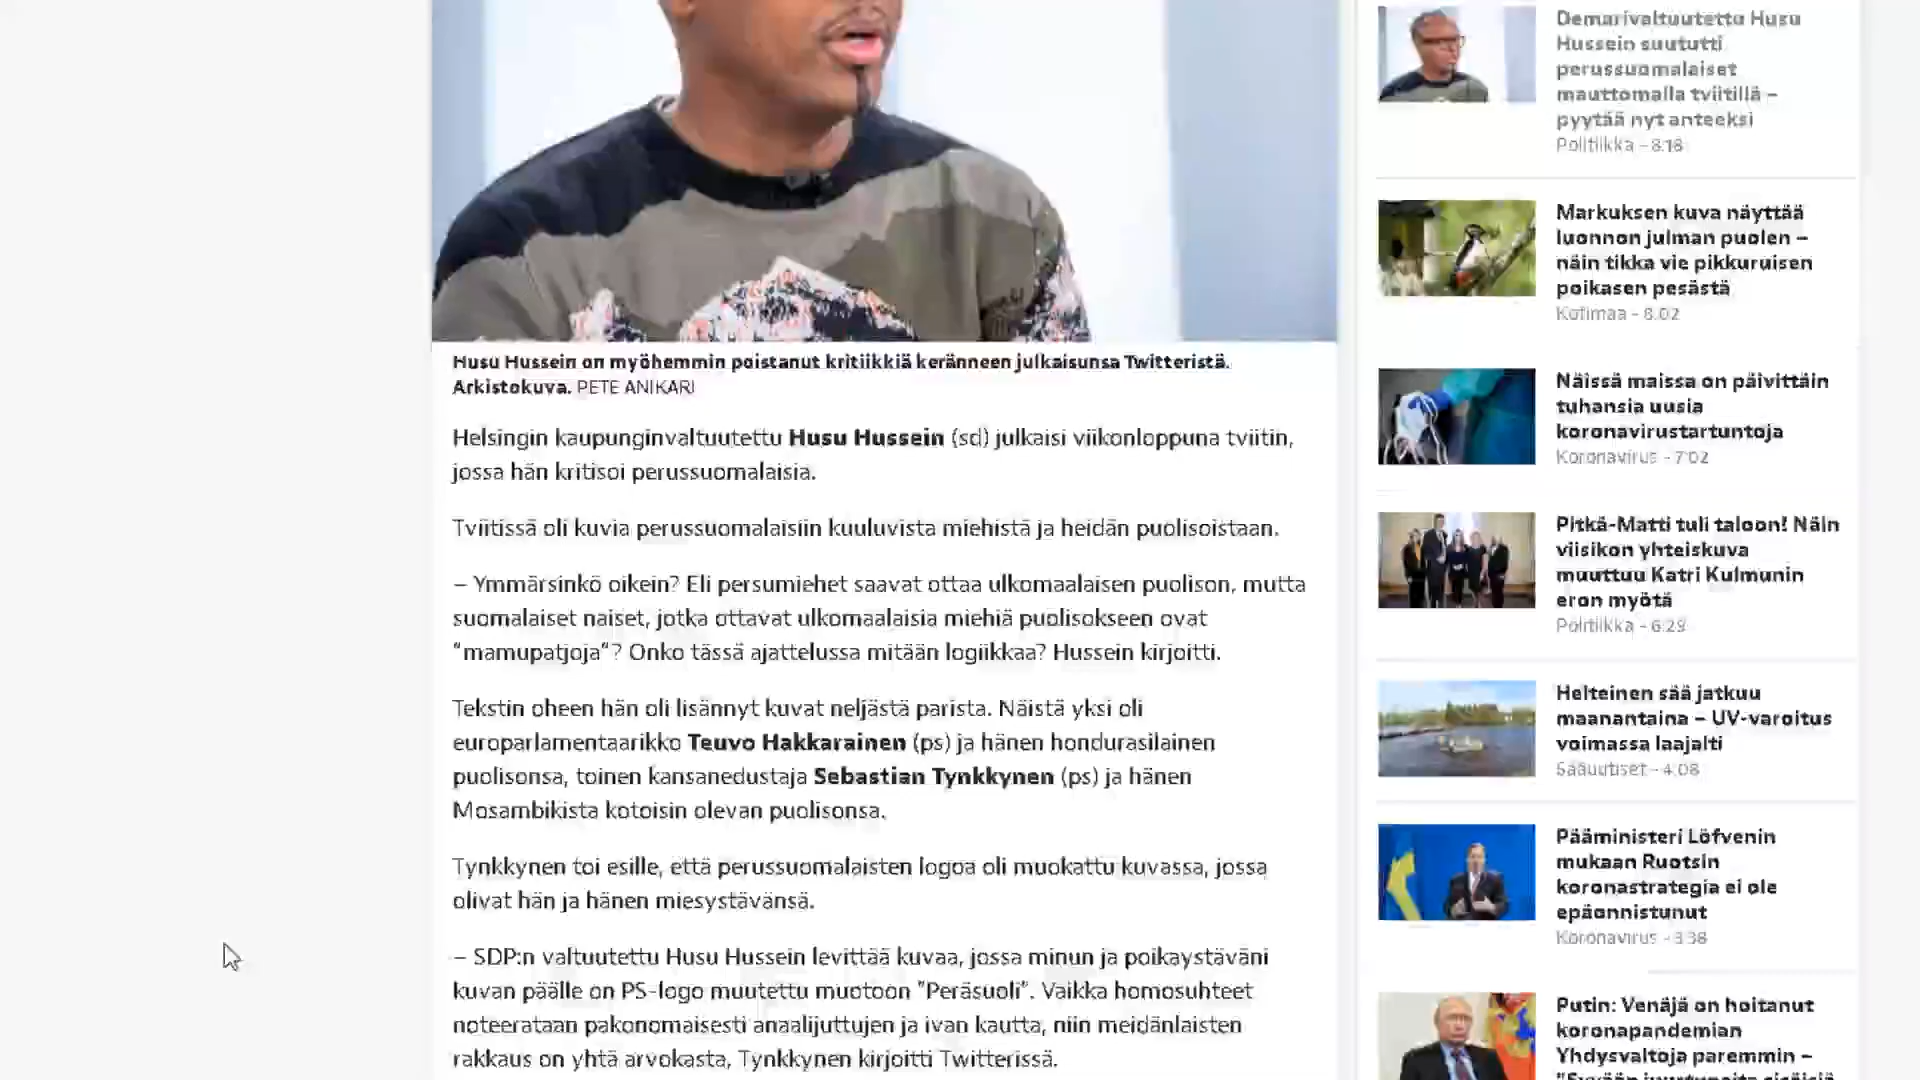 Husu Hussein on myöhemmin poistanut kritiikkiä keränneen julkaisunsa Twitteristä.
Arkistokuva. PETE ANIKARI
Helsingin kaupunginvaltuutettu Husu Hussein (sd) julkaisi viikonloppuna tviitin,
jossa hän kritisoi perussuomalaisia.
Tviitissä oli kuvia perussuomalaisiin kuuluvista miehistä ja heidän puolisoistaan.
– Ymmärsinkö oikein? Eli persumiehet saavat ottaa ulkomaalaisen puolison, mutta
suomalaiset naiset, jotka ottavat ulkomaalaisia miehiä puolisokseen ovat
"mamupatjoja"? Onko tässä ajattelussa mitään logiikkaa? Hussein kirjoitti.
Tekstin oheen hän oli lisännyt kuvat neljästä parista. Näistä yksi oli
europarlamentaarikko Teuvo Hakkarainen (ps) ja hänen hondurasilainen
puolisonsa, toinen kansanedustaja Sebastian Tynkkynen (ps) ja hänen
Mosambikista kotoisin olevan puolisonsa.
Tynkkynen toi esille, että perussuomalaisten logoa oli muokattu kuvassa, jossa
olivat hän ja hänen miesystävänsä.
– SDP:n valtuutettu Husu Hussein levittää kuvaa, jossa minun ja poikaystäväni
kuvan päälle on PS-logo muutettu muotoon "Peräsuoli". Vaikka homosuhteet
noteerataan pakonomaisesti anaalijuttujen ja ivan kautta, niin meidänlaisten
rakkaus on yhtä arvokasta, Tynkkynen kirjoitti Twitterissä.
Demarivaltuutettu Husu
Hussein suututti
perussuomalaiset
mauttomalla tviitillä –
pyytää nyt anteeksi
Politiikka - 8.18
Markuksen kuva näyttää
luonnon julman puolen –
näin tikka vie pikkuruisen
poikasen pesästä
Kotimaa - 8.02
Näissä maissa on päivittäin
tuhansia uusia
koronavirustartuntoja
Koronavirus - 7.02
Pitkä-Matti tuli taloon! Näin
viisikon yhteiskuva
muuttuu Katri Kulmunin
eron myötä
Politiikka - 6.29
Helteinen sää jatkuu
maanantaina – UV-varoitus
voimassa laajalti
Sääuutiset - 4.08
Pääministeri Löfvenin
mukaan Ruotsin
koronastrategia ei ole
epäonnistunut
Koronavirus - 3.38
Putin: Venäjä on hoitanut
koronapandemian
Yhdysvaltoja paremmin –